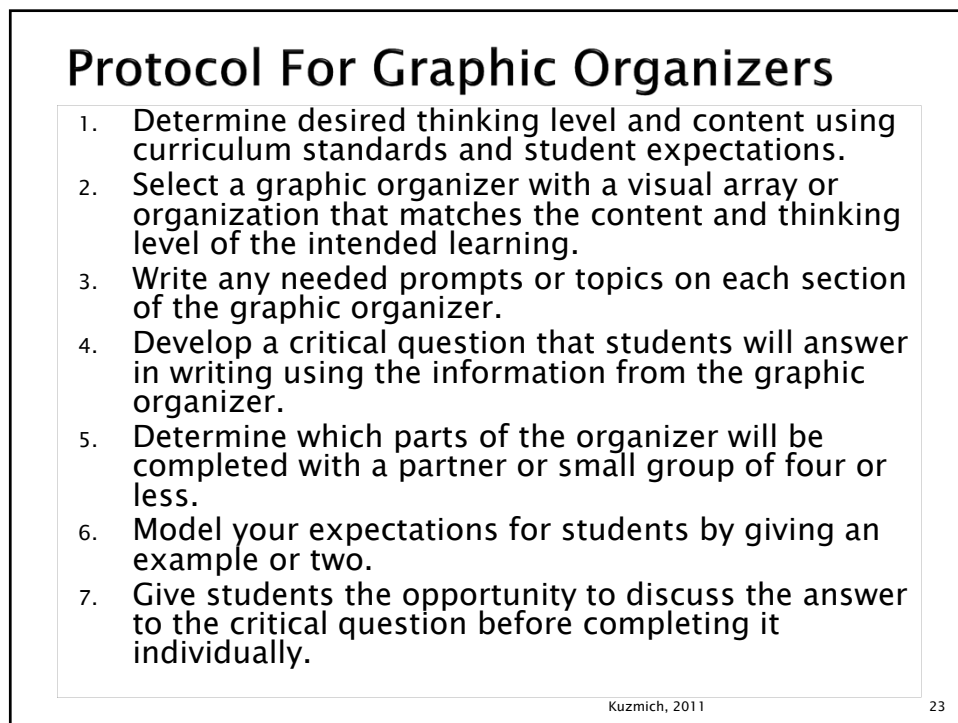 Protocol For Graphic Organizers
1. Determine desired thinking level and content using
curriculum standards and student expectations.
2. Select a graphic organizer with a visual array or
organization that matches the content and thinking
level of the intended learning.
3. Write any needed prompts or topics on each section
of the graphic organizer.
4. Develop a critical question that students will answer
in writing using the information from the graphic
organizer.
5. Determine which parts of the organizer will be
completed with a partner or small group of four or
less.
6. Model your expectations for students by giving an
example or two.
7. Give students the opportunity to discuss the answer
to the critical question before completing it
individually.
Kuzmich, 2011 23